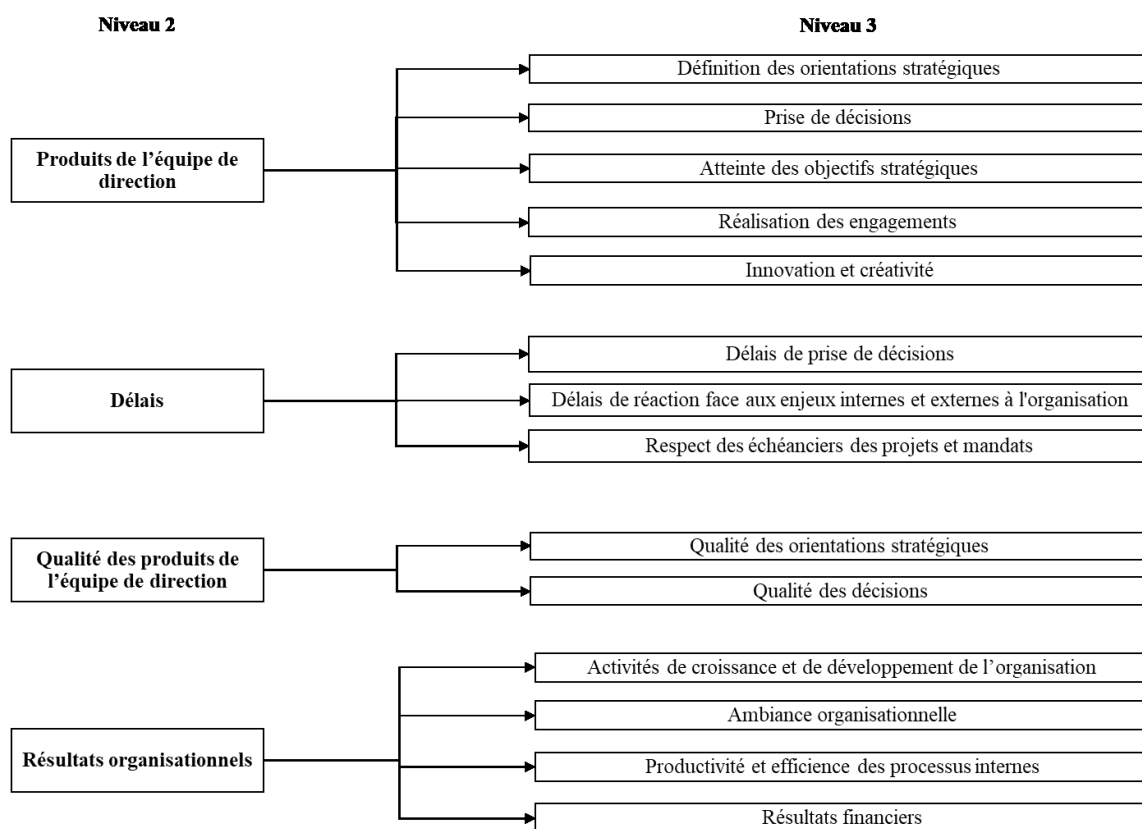 Niveau 2
Niveau 3
Produits de l’équipe de
direction
Définition des orientations stratégiques
Prise de décisions
Atteinte des objectifs stratégiques
Réalisation des engagements
Innovation et créativité
Délais
Délais de prise de décisions
Délais de réaction face aux enjeux internes et externes à l'organisation
Respect des échéanciers des projets et mandats
Qualité des produits de
l’équipe de direction
Qualité des orientations stratégiques
Qualité des décisions
Résultats organisationnels
Activités de croissance et de développement de l’organisation
Ambiance organisationnelle
Productivité et efficience des processus internes
Résultats financiers